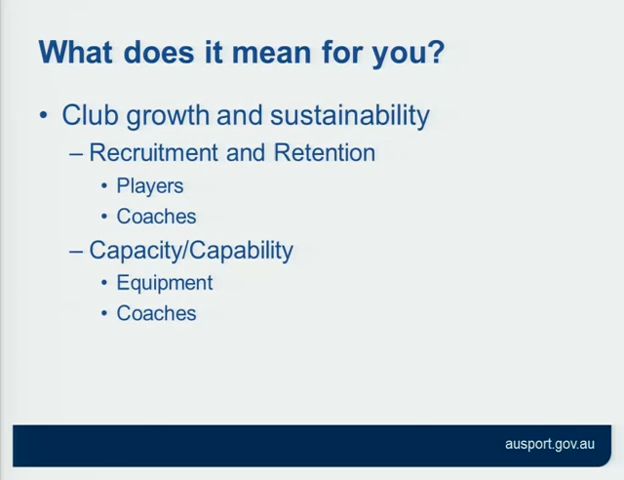 What does it mean for you?
• Club growth and sustainability
– Recruitment and Retention
• Players
• Coaches
– Capacity/Capability
• Equipment
• Coaches
ausport.gov.au